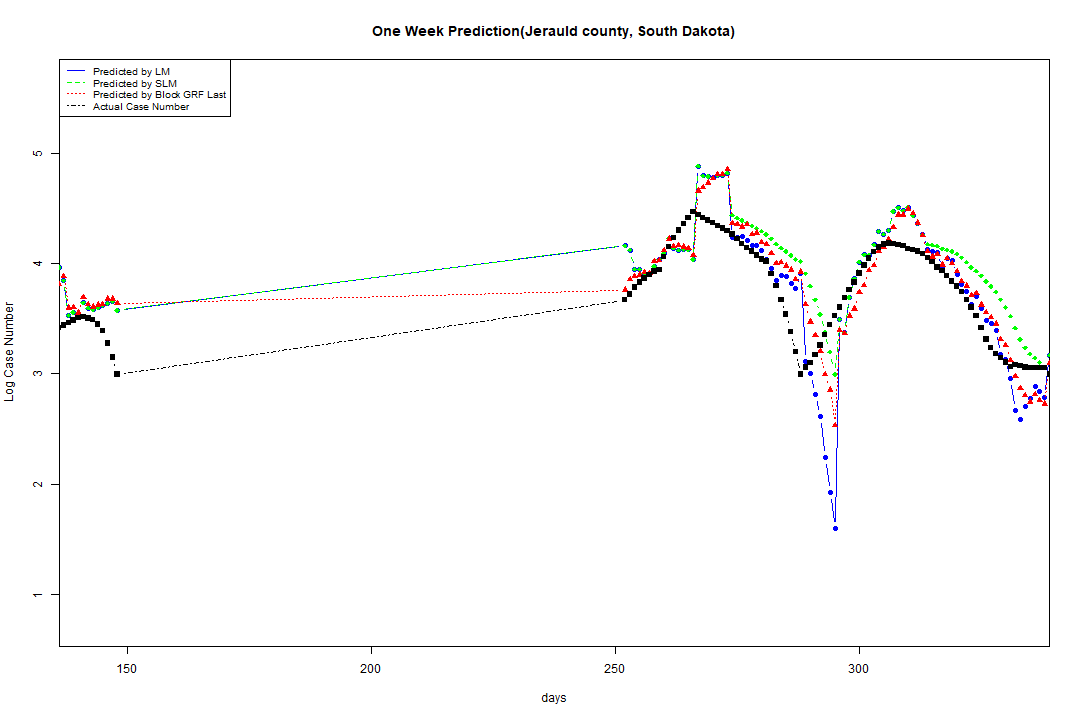 One Week Prediction(Jerauld county, South Dakota)
Predicted by LM
Predicted by SLM
Predicted by Block GRF Last
Actual Case Number
5
4
3
2
1
Log Case Number
150
200
250
300
days